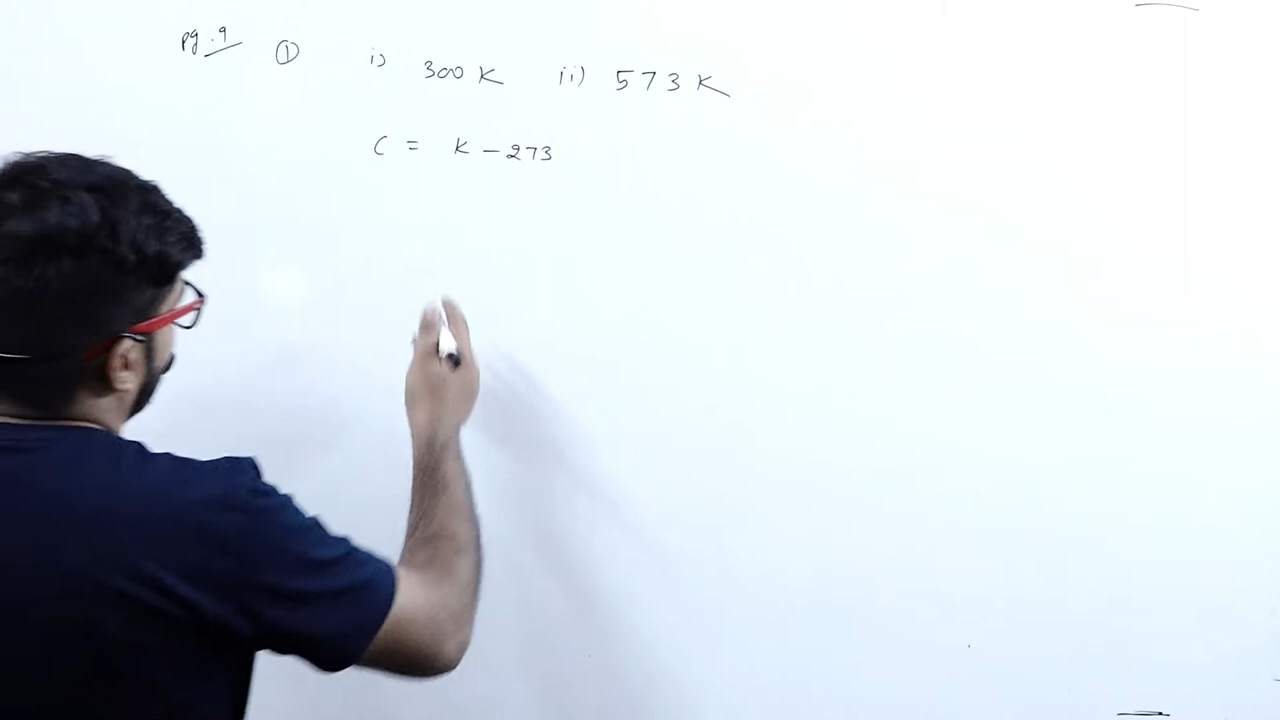 pg.9 ① i) 300 K ii) 573 K
C = K - 273